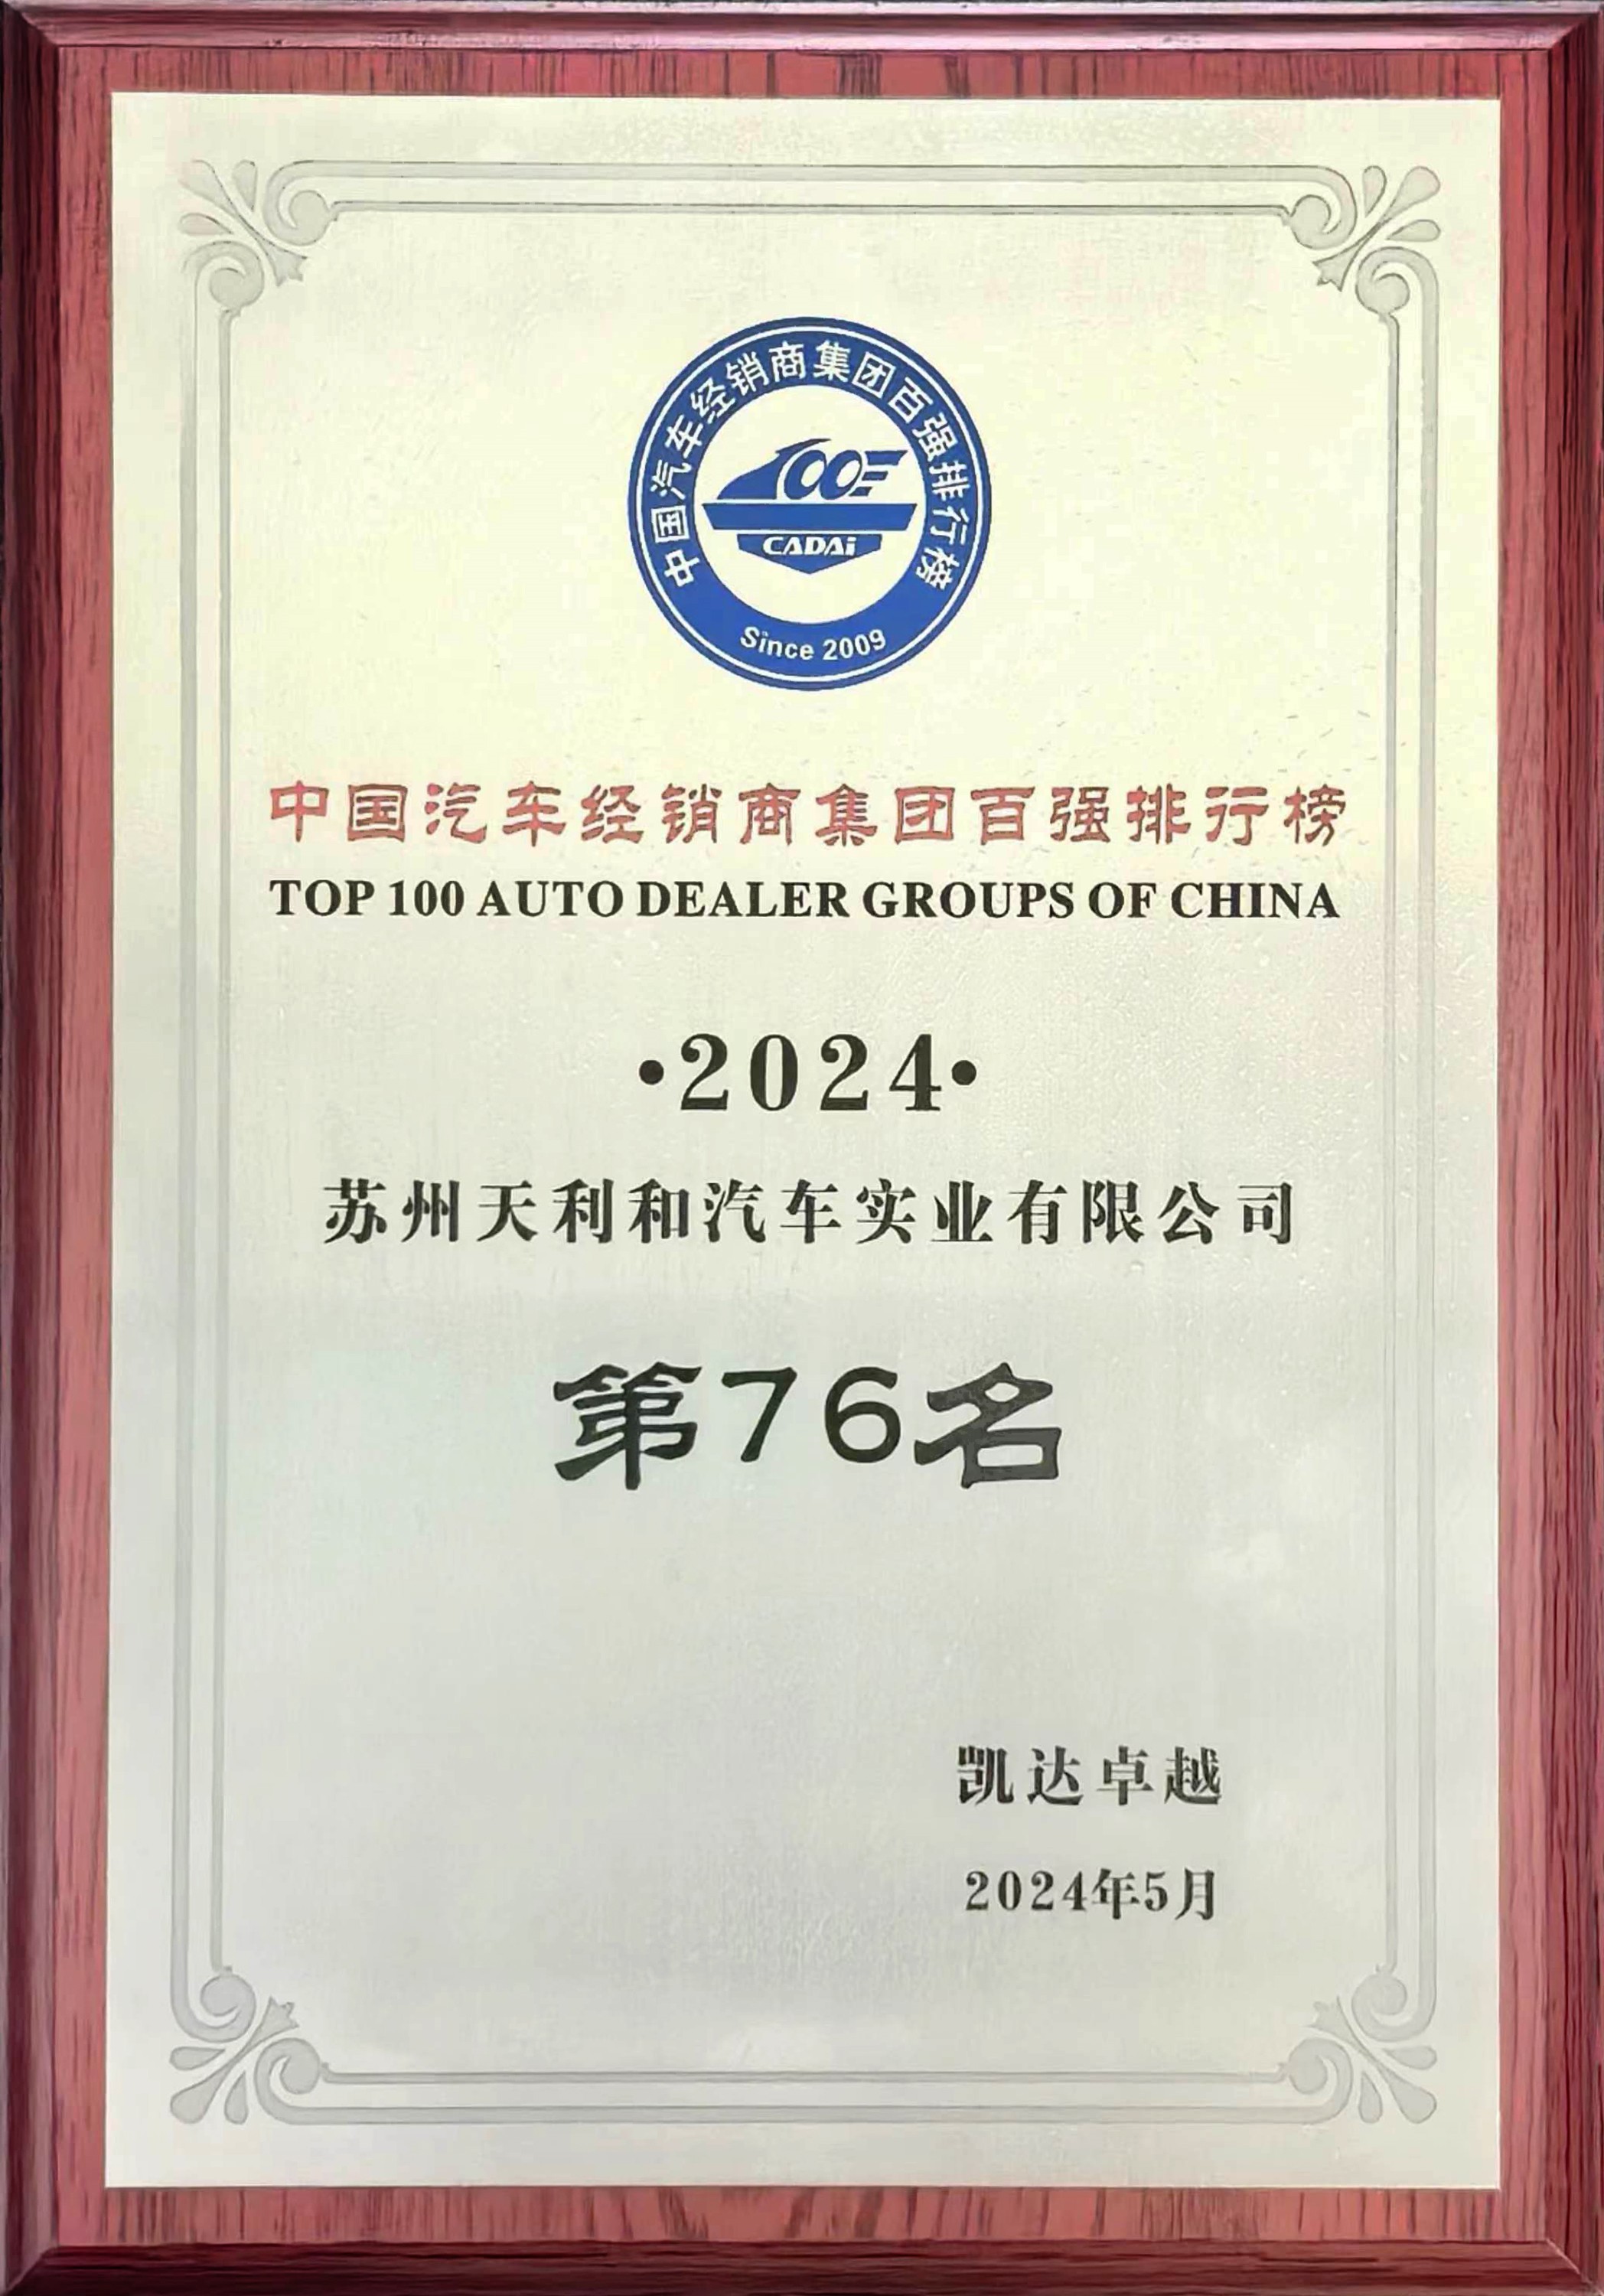 中国汽车经销商集团百强排行榜
CADAi
Since 2009
中国汽车经销商集团百强排行榜
TOP 100 AUTO DEALER GROUPS OF CHINA
·2024·
苏州天利和汽车实业有限公司
第76名
凯达卓越
2024年5月